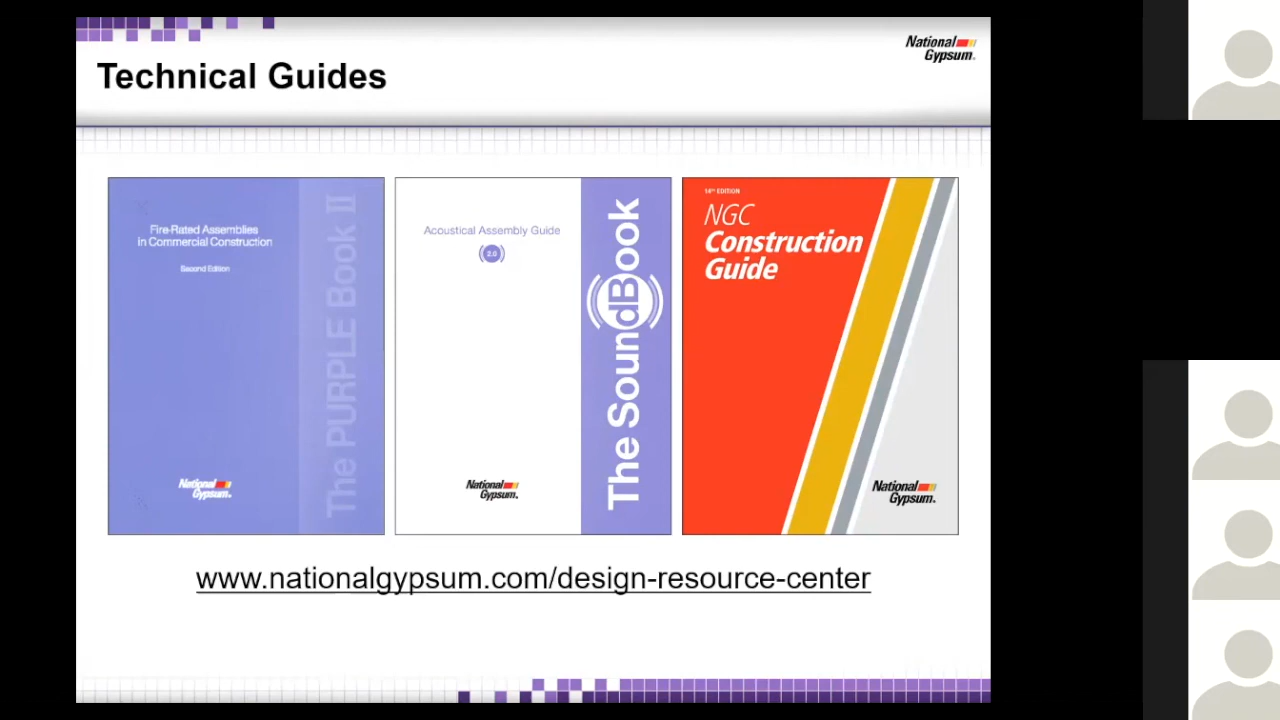 National
Gypsum.
Technical Guides
Fire-Rated Assemblies
in Commercial Construction
Second Edition
The PURPLE Book II
National
Gypsum.
Acoustical Assembly Guide
2.0
The SoundBook
National
Gypsum.
14TH EDITION
NGC
Construction
Guide
National
Gypsum.
www.nationalgypsum.com/design-resource-center